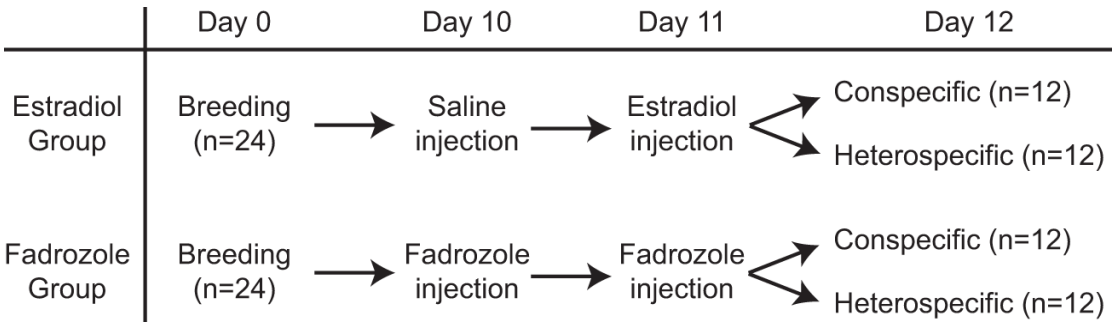 Day 0 Day 10 Day 11 Day 12
Estradiol Group
Breeding (n=24)
Saline injection
Estradiol injection
Conspecific (n=12)
Heterospecific (n=12)
Fadrozole Group
Breeding (n=24)
Fadrozole injection
Fadrozole injection
Conspecific (n=12)
Heterospecific (n=12)